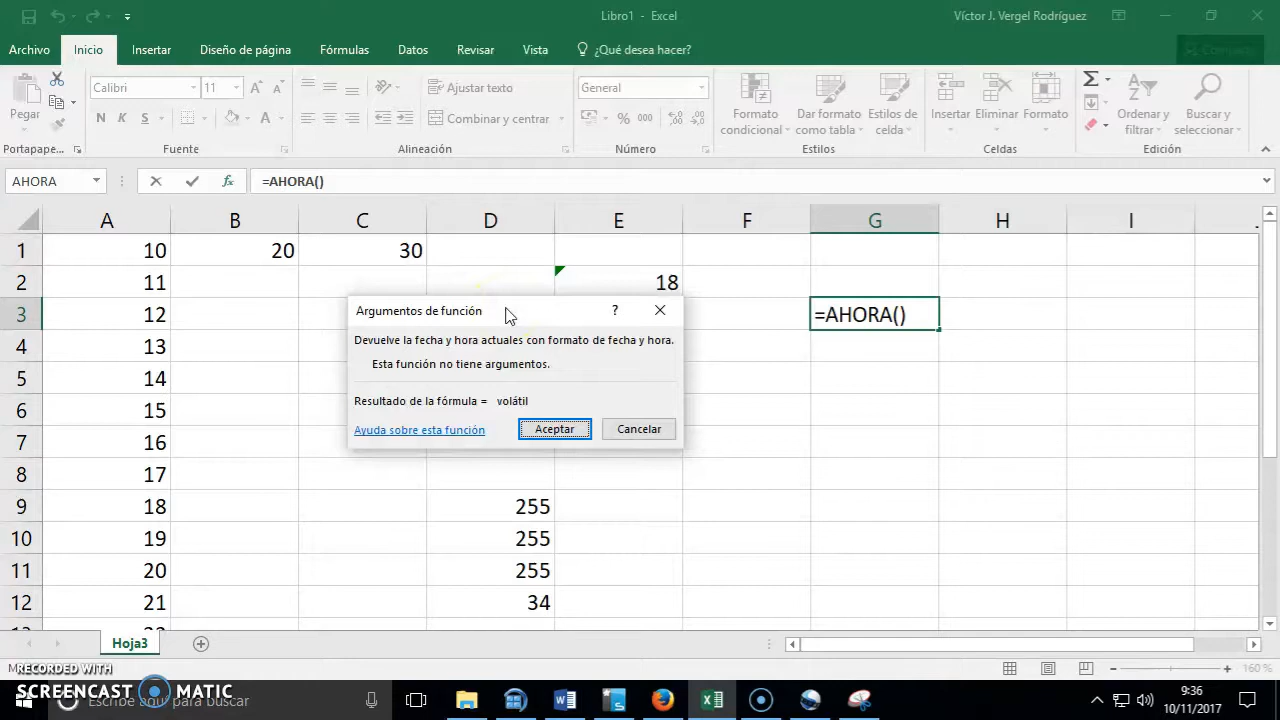 Libro1 - Excel
Víctor J. Vergel Rodríguez
Archivo
Inicio
Insertar
Diseño de página
Fórmulas
Datos
Revisar
Vista
¿Qué desea hacer?
Compartir
Pegar
Calibri
11
N K S
Ajustar texto
Combinar y centrar
General
% 000
Formato condicional
Dar formato como tabla
Estilos de celda
Insertar
Eliminar
Formato
Ordenar y filtrar
Buscar y seleccionar
Portapape...
Fuente
Alineación
Número
Estilos
Celdas
Edición
AHORA
fx
=AHORA()
A B C D E F G H I
1 10 20 30
2 11 18
3 12 =AHORA()
4 13
5 14
6 15
7 16
8 17
9 18 255
10 19 255
11 20 255
12 21 34
Argumentos de función
?
Devuelve la fecha y hora actuales con formato de fecha y hora.
Esta función no tiene argumentos.
Resultado de la fórmula = volátil
Ayuda sobre esta función
Aceptar
Cancelar
Hoja3
160 %
RECORDED WITH
SCREENCAST MATIC
Escribe aquí para buscar
9:36
10/11/2017